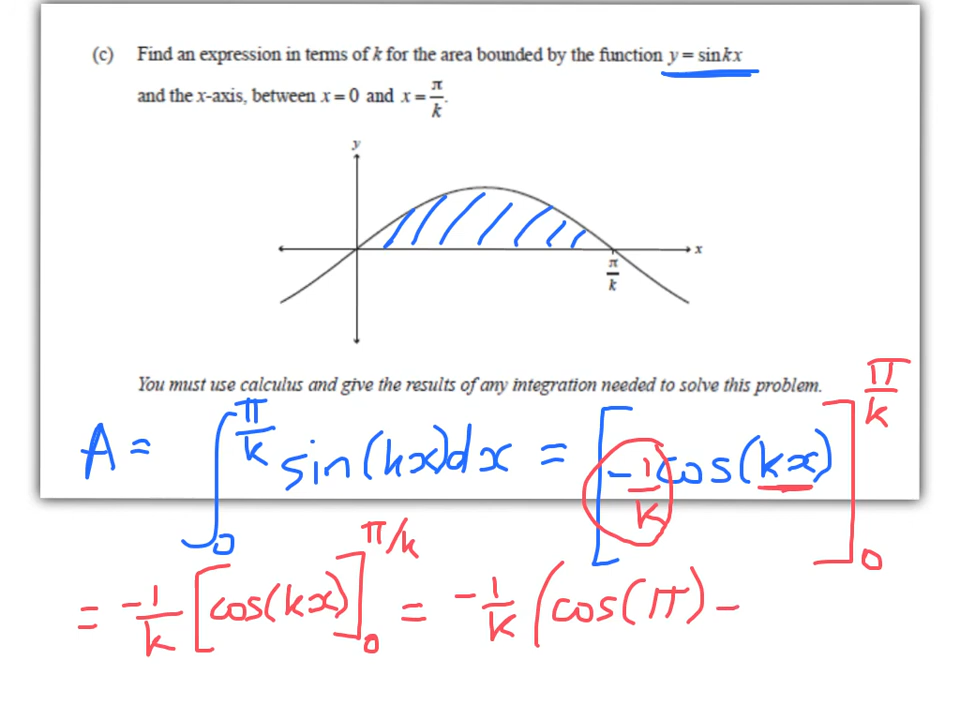 (c) Find an expression in terms of k for the area bounded by the function y = sin kx
and the x-axis, between x = 0 and x = π/k.
y
x
π/k
You must use calculus and give the results of any integration needed to solve this problem.
A = ∫₀^(π/k) sin(kx)dx = [-1/k cos(kx)]₀^(π/k)
= -1/k [cos(kx)]₀^(π/k) = -1/k (cos(π) -